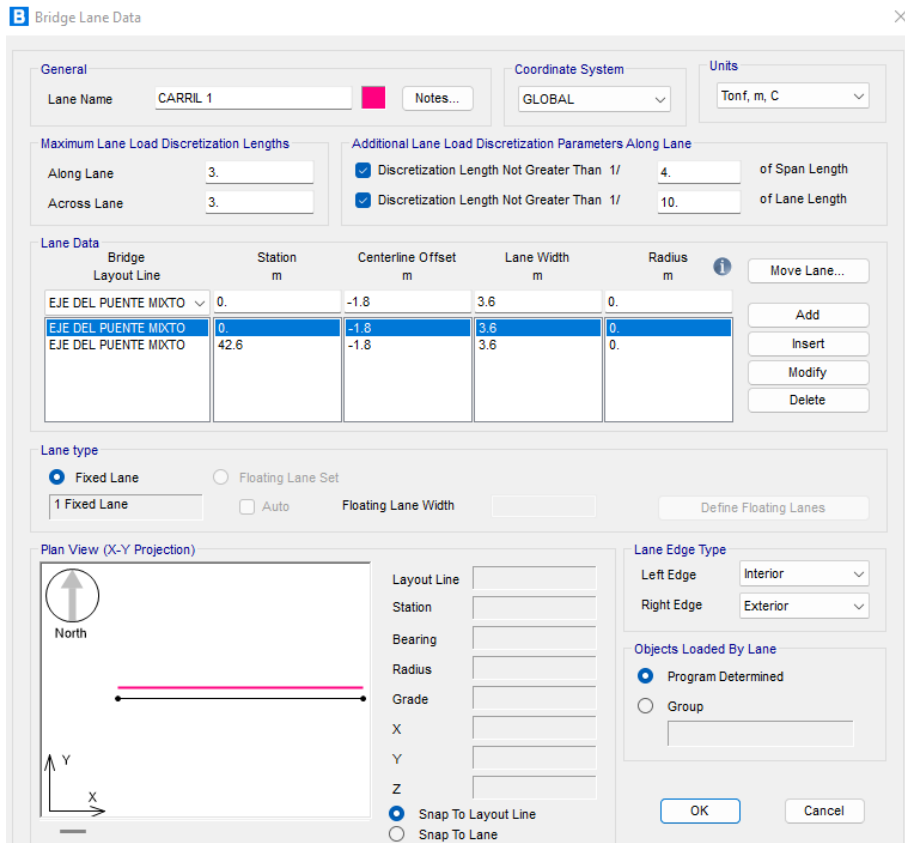 B Bridge Lane Data
General
Lane Name CARRIL 1 Notes...
Coordinate System
GLOBAL
Units
Tonf, m, C
Maximum Lane Load Discretization Lengths
Along Lane 3.
Across Lane 3.
Additional Lane Load Discretization Parameters Along Lane
Discretization Length Not Greater Than 1/ 4. of Span Length
Discretization Length Not Greater Than 1/ 10. of Lane Length
Lane Data
Bridge Station Centerline Offset Lane Width Radius
Layout Line m m m m
EJE DEL PUENTE MIXTO 0. -1.8 3.6 0.
EJE DEL PUENTE MIXTO 0. -1.8 3.6 0.
EJE DEL PUENTE MIXTO 42.6 -1.8 3.6 0.
Move Lane...
Add
Insert
Modify
Delete
Lane type
Fixed Lane Floating Lane Set
1 Fixed Lane Auto Floating Lane Width Define Floating Lanes
Plan View (X-Y Projection)
North
Y
X
Layout Line
Station
Bearing
Radius
Grade
X
Y
Z
Snap To Layout Line
Snap To Lane
Lane Edge Type
Left Edge Interior
Right Edge Exterior
Objects Loaded By Lane
Program Determined
Group
OK Cancel